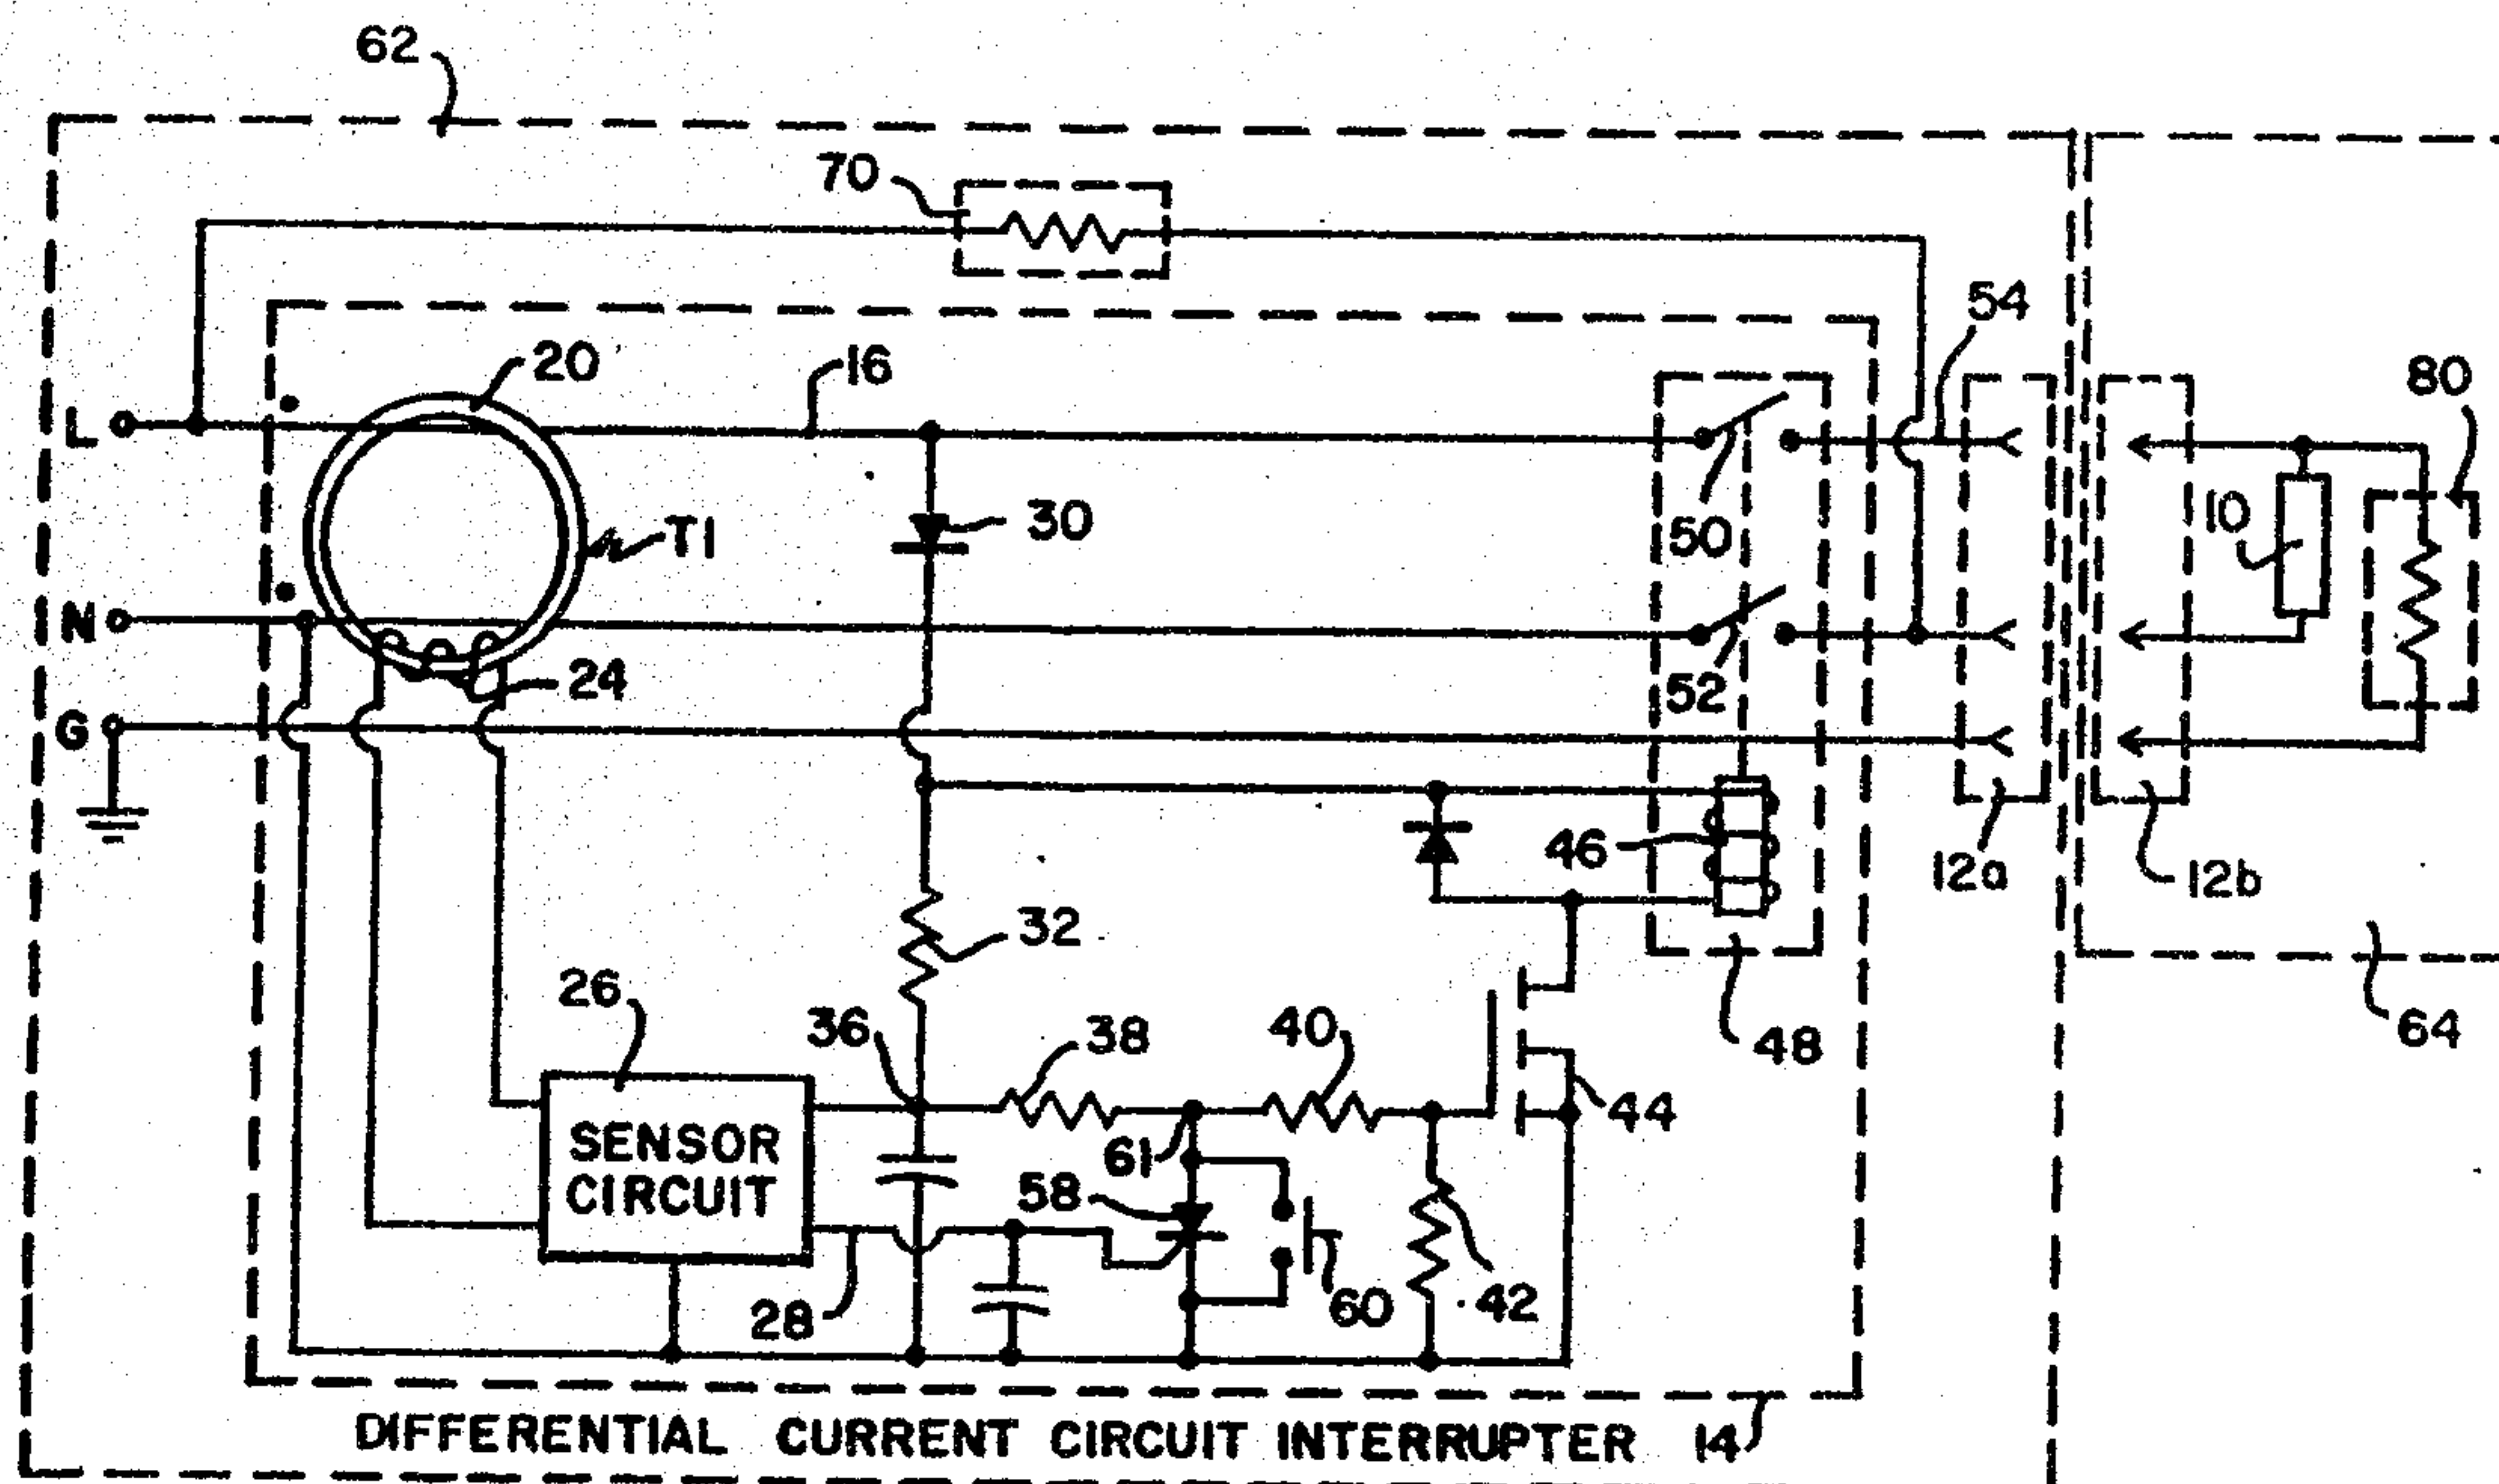 62
70
54
20
16
80
L
30
10
T1
50
N
24
52
G
46
12a
12b
32
26
36
38
40
48
64
SENSOR
CIRCUIT
61
44
58
28
60
42
DIFFERENTIAL CURRENT CIRCUIT INTERRUPTER 14